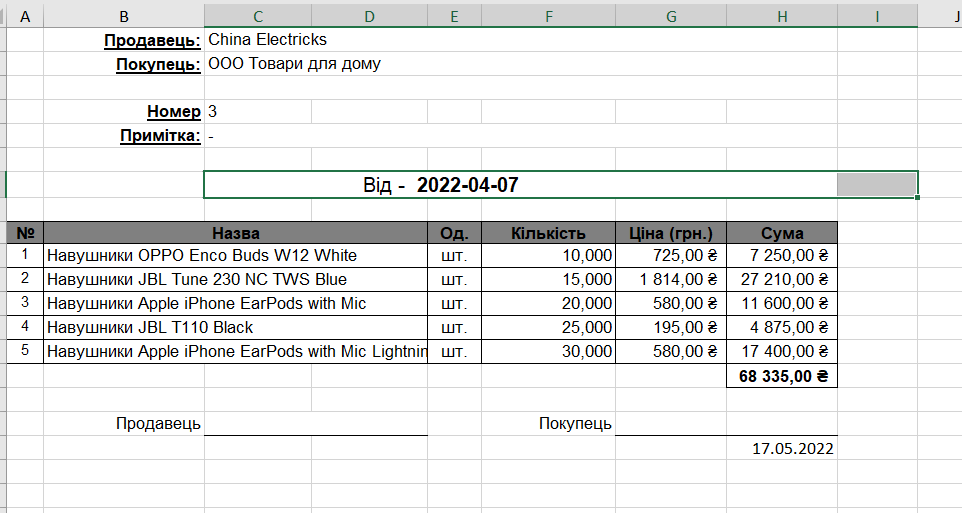 A B C D E F G H I J
Продавець: China Electricks
Покупець: ООО Товари для дому
Номер 3
Примітка: -
Від - 2022-04-07
№ Назва Од. Кількість Ціна (грн.) Сума
1 Навушники OPPO Enco Buds W12 White шт. 10,000 725,00 ₴ 7 250,00 ₴
2 Навушники JBL Tune 230 NC TWS Blue шт. 15,000 1 814,00 ₴ 27 210,00 ₴
3 Навушники Apple iPhone EarPods with Mic шт. 20,000 580,00 ₴ 11 600,00 ₴
4 Навушники JBL T110 Black шт. 25,000 195,00 ₴ 4 875,00 ₴
5 Навушники Apple iPhone EarPods with Mic Lightnin шт. 30,000 580,00 ₴ 17 400,00 ₴
68 335,00 ₴
Продавець Покупець
17.05.2022